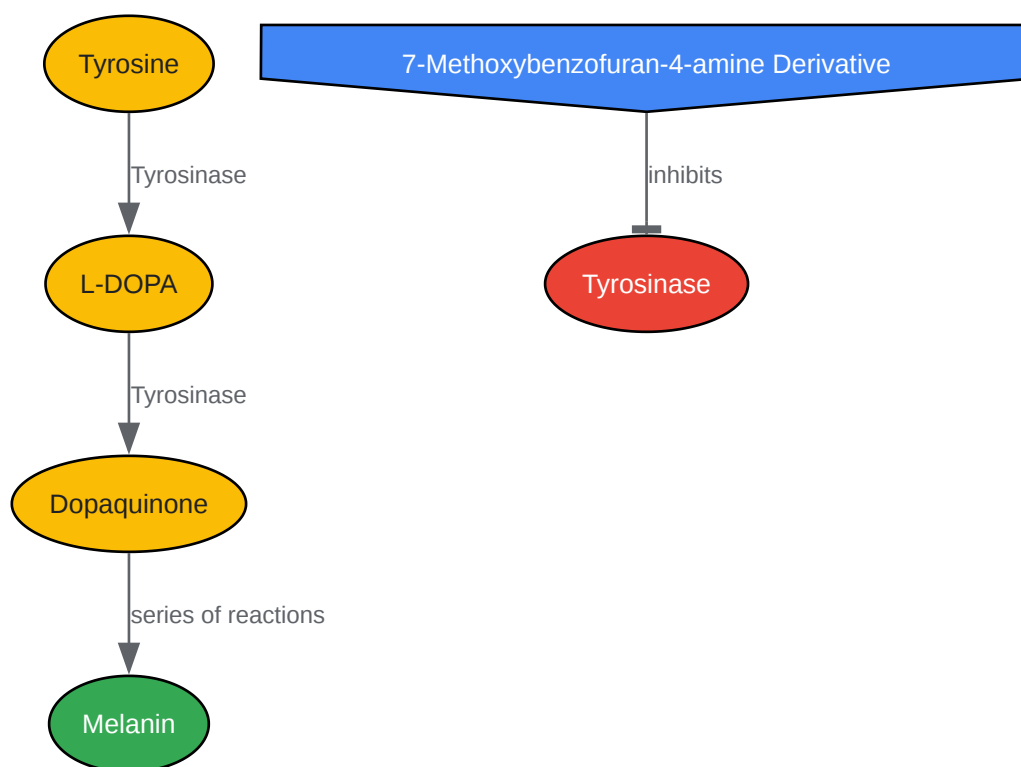 Tyrosine
7-Methoxybenzofuran-4-amine Derivative
Tyrosinase
inhibits
L-DOPA
Tyrosinase
Tyrosinase
Dopaquinone
series of reactions
Melanin